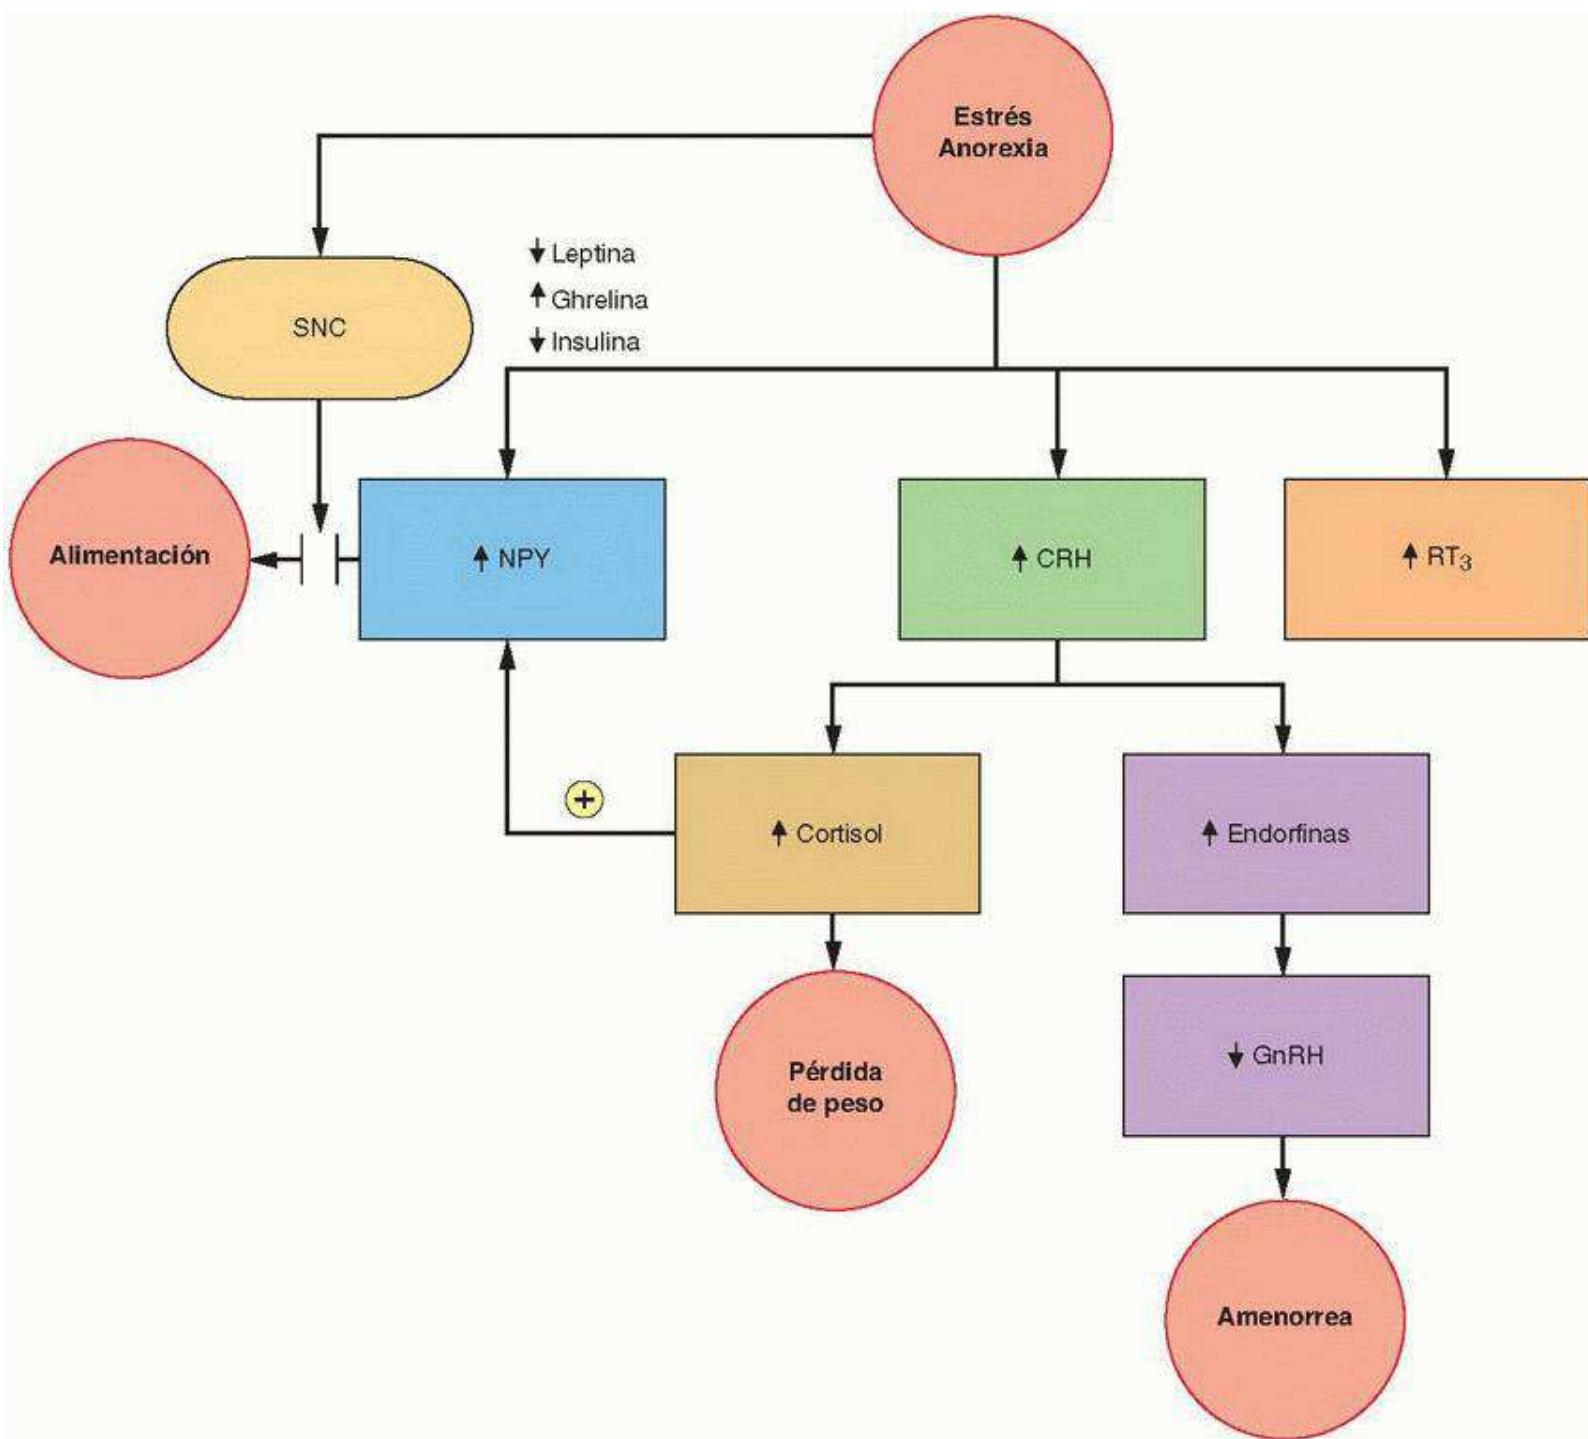 Estrés
Anorexia
↓ Leptina
↑ Ghrelina
↓ Insulina
SNC
Alimentación
↑ NPY
↑ CRH
↑ RT₃
+
↑ Cortisol
↑ Endorfinas
Pérdida
de peso
↓ GnRH
Amenorrea